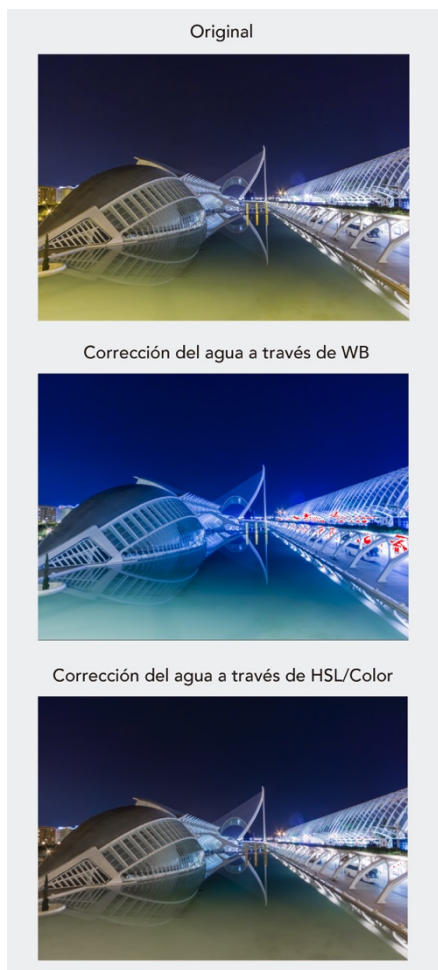 Original
Corrección del agua a través de WB
Corrección del agua a través de HSL/Color